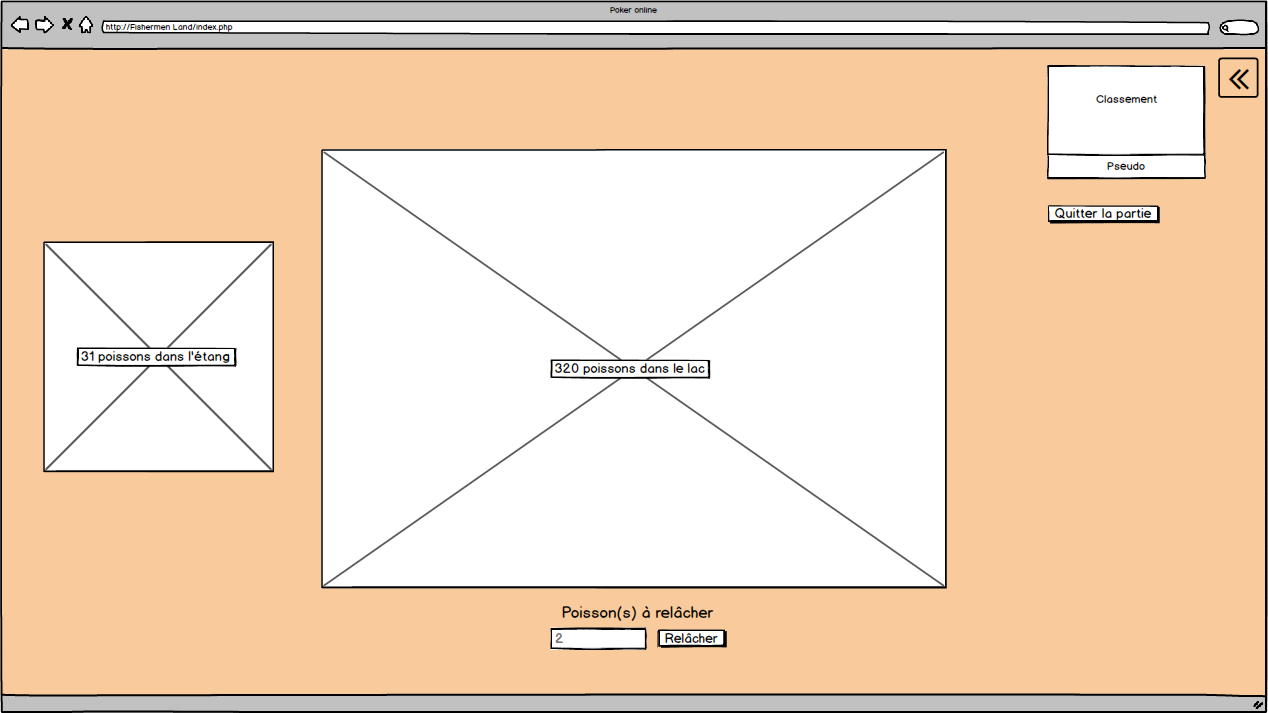 Poker online
http://Fishermen Land/index.php
Classement
Pseudo
Quitter la partie
31 poissons dans l'étang
320 poissons dans le lac
Poisson(s) à relâcher
2
Relâcher